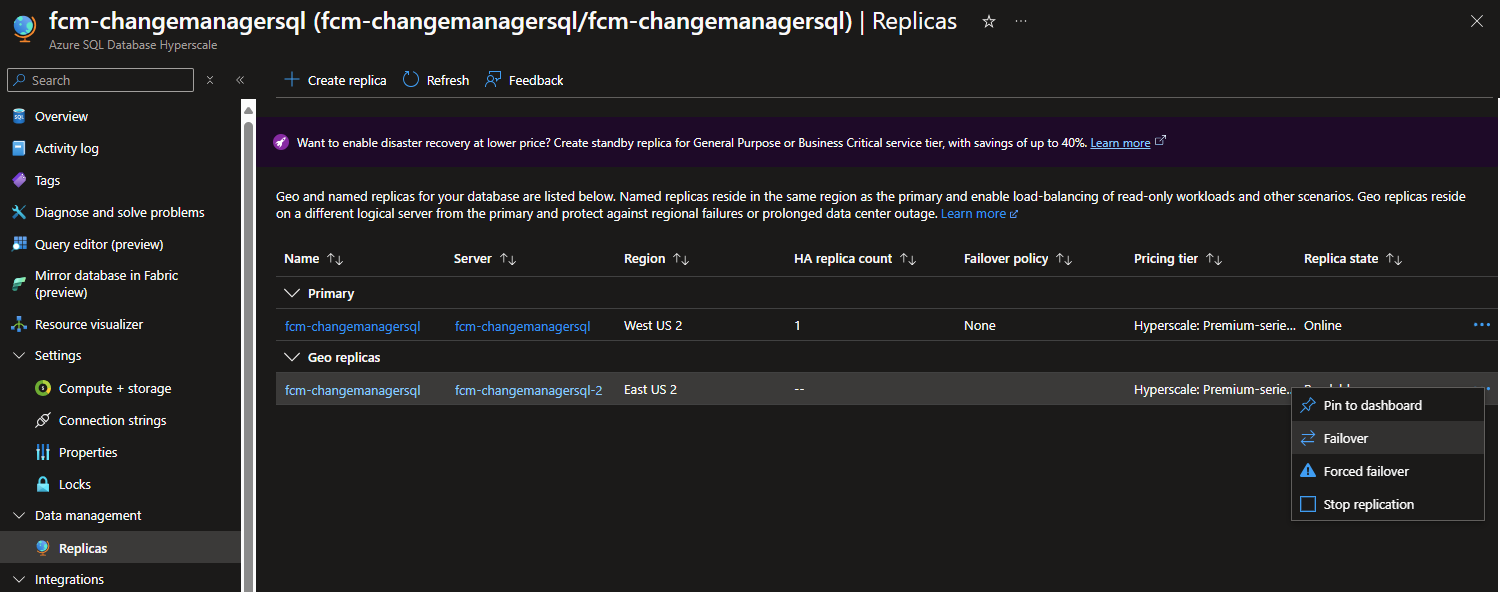 fcm-changemanagersql (fcm-changemanagersql/fcm-changemanagersql) | Replicas
Azure SQL Database Hyperscale
Search
Create replica
Refresh
Feedback
Overview
Activity log
Tags
Diagnose and solve problems
Query editor (preview)
Mirror database in Fabric
(preview)
Resource visualizer
Settings
Compute + storage
Connection strings
Properties
Locks
Data management
Replicas
Integrations
Want to enable disaster recovery at lower price? Create standby replica for General Purpose or Business Critical service tier, with savings of up to 40%. Learn more
Geo and named replicas for your database are listed below. Named replicas reside in the same region as the primary and enable load-balancing of read-only workloads and other scenarios. Geo replicas reside
on a different logical server from the primary and protect against regional failures or prolonged data center outage. Learn more
Name Server Region HA replica count Failover policy Pricing tier Replica state
Primary
fcm-changemanagersql fcm-changemanagersql West US 2 1 None Hyperscale: Premium-serie... Online
Geo replicas
fcm-changemanagersql fcm-changemanagersql-2 East US 2 -- Hyperscale: Premium-serie...
Pin to dashboard
Failover
Forced failover
Stop replication